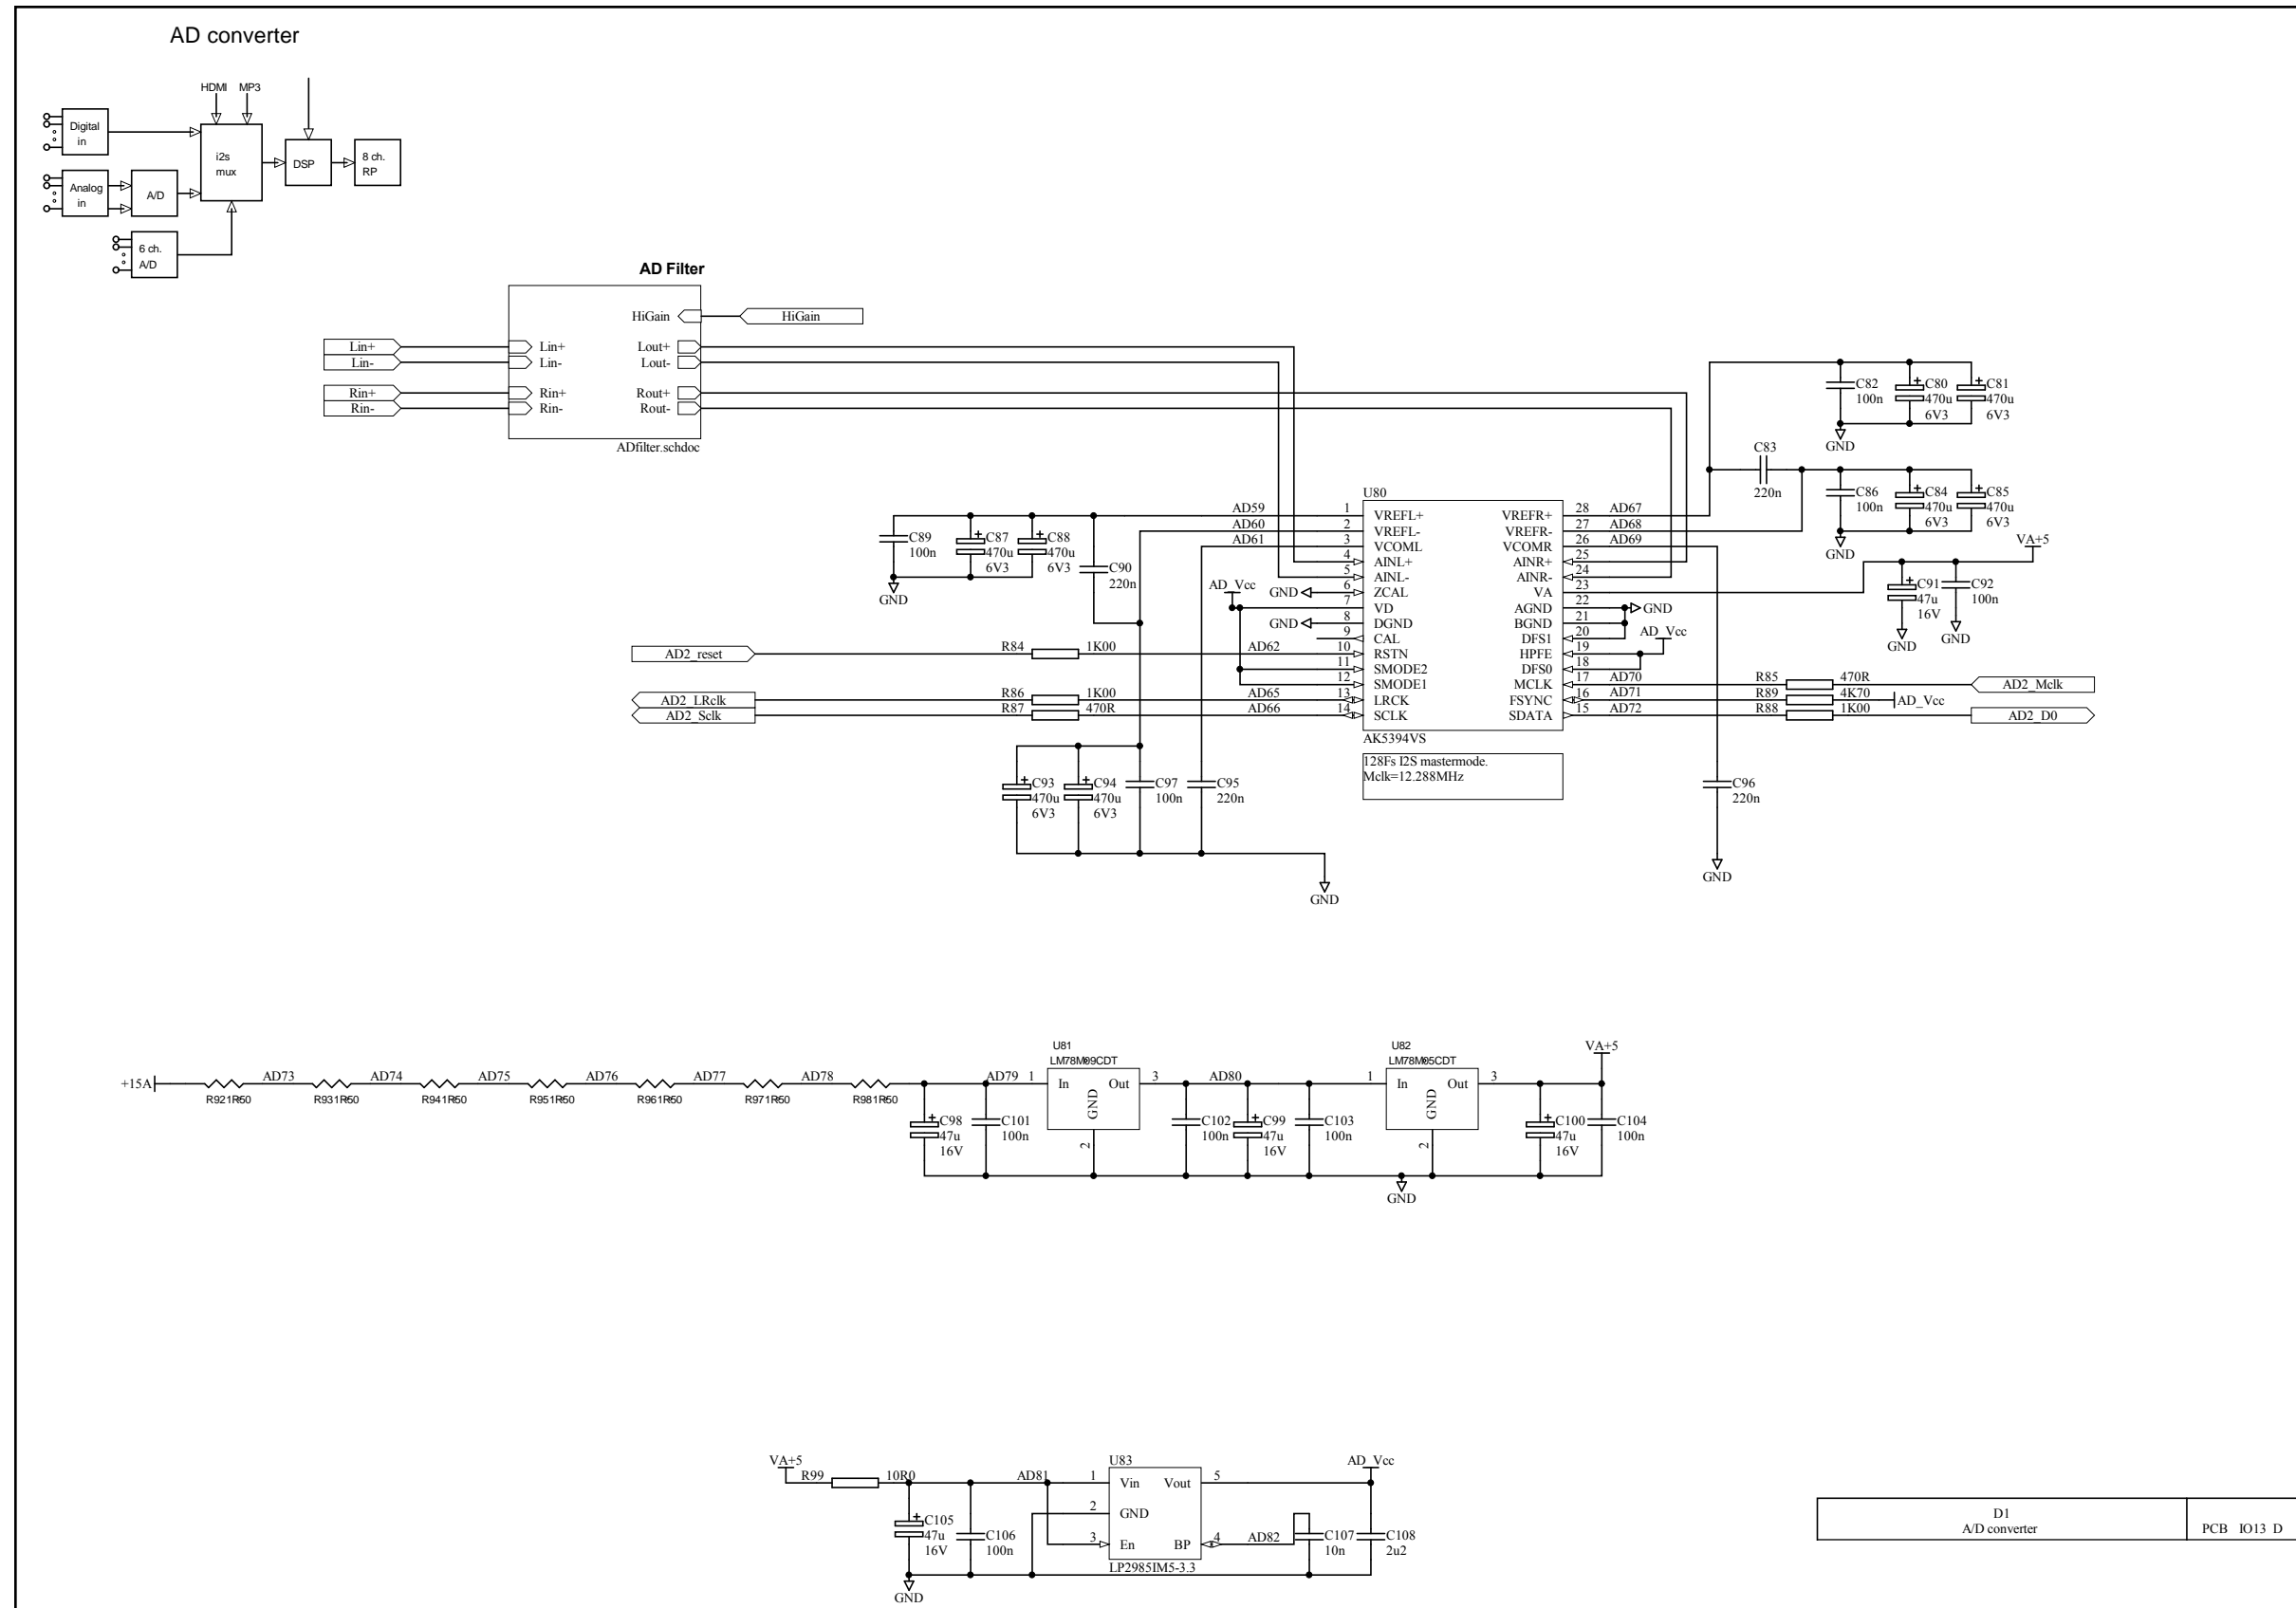 AD converter
HDMI MP3
Digital
in
i2s
mux
DSP
8 ch.
RP
Analog
in
A/D
6 ch.
A/D
AD Filter
HiGain
HiGain
Lin+
Lin+
Lout+
Lin-
Lin-
Lout-
Rin+
Rin+
Rout+
Rin-
Rin-
Rout-
ADfilter.schdoc
C82
100n
C80
470u
6V3
C81
470u
6V3
GND
C83
220n
C86
100n
C84
470u
6V3
C85
470u
6V3
GND
VA+5
C91
47u
16V
C92
100n
GND
GND
C89
100n
C87
470u
6V3
C88
470u
6V3
C90
220n
GND
U80
AD59 1 VREFL+ VREFR+ 28 AD67
AD60 2 VREFL- VREFR- 27 AD68
AD61 3 VCOML VCOMR 26 AD69
4 AINL+ AINR+ 25
5 AINL- AINR- 24
AD_Vcc GND 6 ZCAL VA 23
7 VD AGND 22 GND
GND 8 DGND BGND 21
9 CAL DFS1 20 AD_Vcc
AD2_reset R84 1K00 AD62 10 RSTN HPFE 19
11 SMODE2 DFS0 18
12 SMODE1 MCLK 17 AD70 R85 470R AD2_Mclk
AD2_LRclk R86 1K00 AD65 13 LRCK FSYNC 16 AD71 R89 4K70 AD_Vcc
AD2_Sclk R87 470R AD66 14 SCLK SDATA 15 AD72 R88 1K00 AD2_D0
AK5394VS
128Fs I2S mastermode.
Mclk=12.288MHz
C93
470u
6V3
C94
470u
6V3
C97
100n
C95
220n
GND
C96
220n
GND
+15A AD73 AD74 AD75 AD76 AD77 AD78 AD79
R921R50 R931R50 R941R50 R951R50 R961R50 R971R50 R981R50
C98
47u
16V
C101
100n
U81
LM78M09CDT
1 In Out 3
GND
2
AD80
C102
100n
C99
47u
16V
C103
100n
U82
LM78M05CDT
1 In Out 3
GND
2
VA+5
C100
47u
16V
C104
100n
GND
VA+5
R99 10R0 AD81
C105
47u
16V
C106
100n
GND
U83
1 Vin Vout 5
2 GND
3 En BP 4
LP2985IM5-3.3
AD82
AD_Vcc
C107
10n
C108
2u2
D1
A/D converter
PCB IO13 D